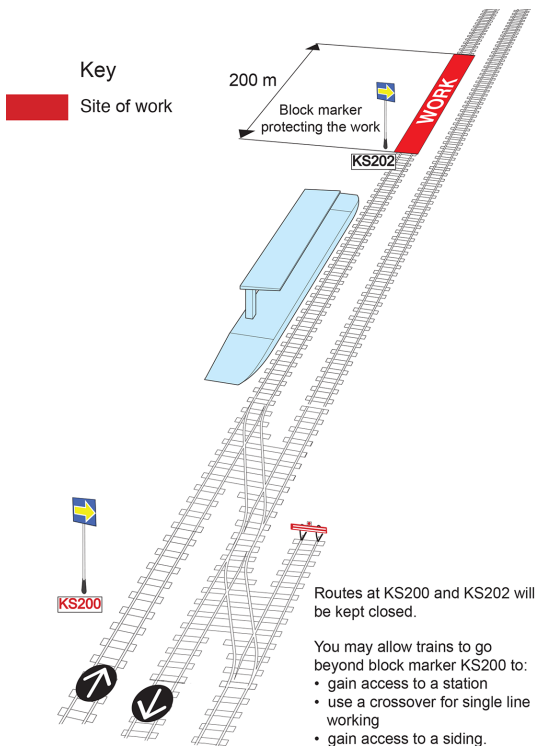 Key
Site of work
200 m
Block marker
protecting the work
WORK
KS202
KS200
Routes at KS200 and KS202 will
be kept closed.
You may allow trains to go
beyond block marker KS200 to:
• gain access to a station
• use a crossover for single line
working
• gain access to a siding.